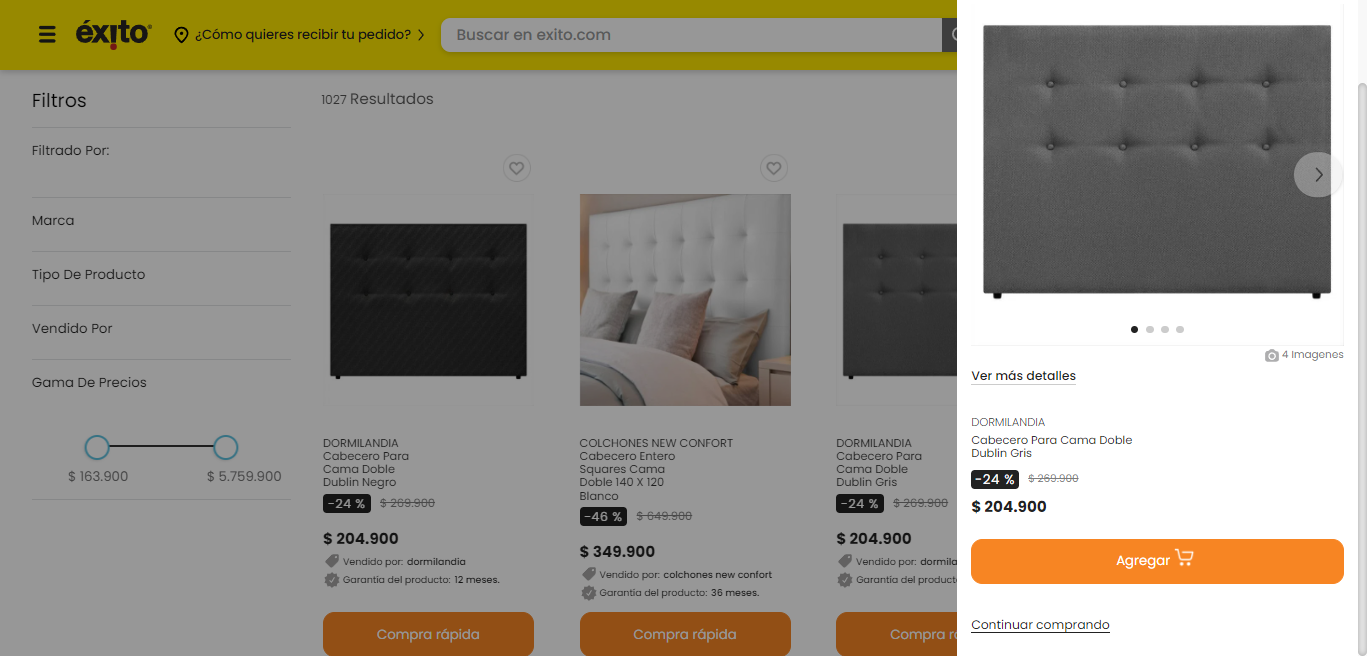 éxito
¿Cómo quieres recibir tu pedido?
Buscar en exito.com
Filtros
Filtrado Por:
Marca
Tipo De Producto
Vendido Por
Gama De Precios
$ 163.900
$ 5.759.900
1027 Resultados
DORMILANDIA
Cabecero Para
Cama Doble
Dublin Negro
-24 % $ 269.900
$ 204.900
Vendido por: dormilandia
Garantía del producto: 12 meses.
Compra rápida
COLCHONES NEW CONFORT
Cabecero Entero
Squares Cama
Doble 140 X 120
Blanco
-46 % $ 649.900
$ 349.900
Vendido por: colchones new confort
Garantía del producto: 36 meses.
Compra rápida
DORMILANDIA
Cabecero Para
Cama Doble
Dublin Gris
-24 % $ 269.900
$ 204.900
Vendido por: dormila
Garantía del product
Compra r
4 Imagenes
Ver más detalles
DORMILANDIA
Cabecero Para Cama Doble
Dublin Gris
-24 % $ 269.900
$ 204.900
Agregar
Continuar comprando